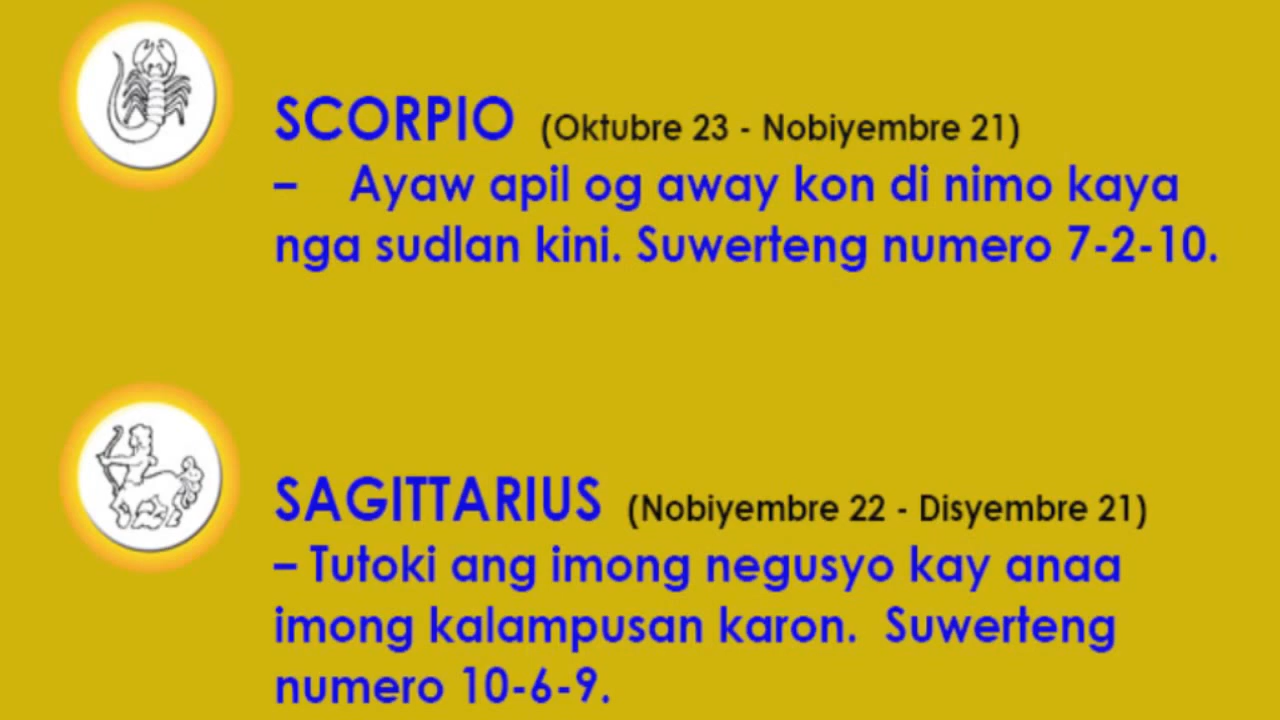 SCORPIO (Oktubre 23 - Nobiyembre 21)
– Ayaw apil og away kon di nimo kaya
nga sudlan kini. Suwerteng numero 7-2-10.
SAGITTARIUS (Nobiyembre 22 - Disyembre 21)
– Tutoki ang imong negusyo kay anaa
imong kalampusan karon. Suwerteng
numero 10-6-9.